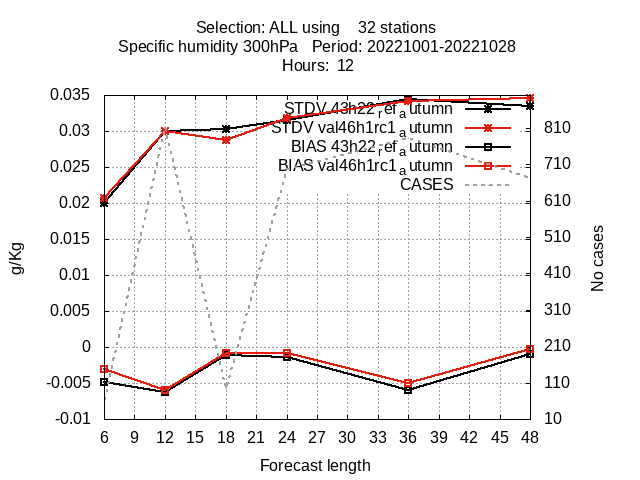 Selection: ALL using    32 stations
Specific humidity 300hPa   Period: 20221001-20221028
Hours:  12
0.035
0.03
0.025
0.02
0.015
0.01
0.005
0
-0.005
-0.01
g/Kg
STDV 43h22_ref_autumn
STDV val46h1rc1_autumn
BIAS 43h22_ref_autumn
BIAS val46h1rc1_autumn
CASES
810
710
610
510
410
310
210
110
10
No cases
6 9 12 15 18 21 24 27 30 33 36 39 42 45 48
Forecast length